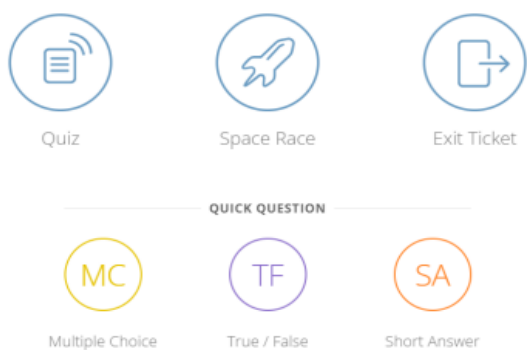 Quiz Space Race Exit Ticket
QUICK QUESTION
MC TF SA
Multiple Choice True / False Short Answer